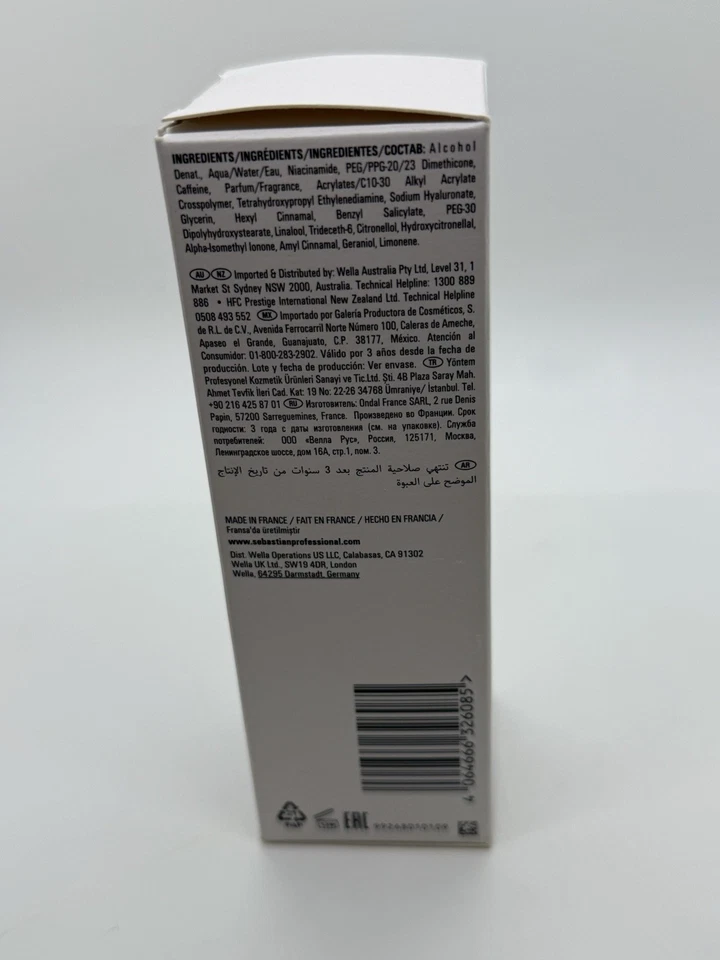 INGREDIENTS/INGRÉDIENTS/INGREDIENTES/СОСТАВ: Alcohol
Denat., Aqua/Water/Eau, Niacinamide, PEG/PPG-20/23 Dimethicone,
Caffeine, Parfum/Fragrance, Acrylates/C10-30 Alkyl Acrylate
Crosspolymer, Tetrahydroxypropyl Ethylenediamine, Sodium Hyaluronate,
Glycerin, Hexyl Cinnamal, Benzyl Salicylate, PEG-30
Dipolyhydroxystearate, Linalool, Trideceth-6, Citronellol, Hydroxycitronellal,
Alpha-Isomethyl Ionone, Amyl Cinnamal, Geraniol, Limonene.
AU NZ Imported & Distributed by: Wella Australia Pty Ltd, Level 31, 1
Market St Sydney NSW 2000, Australia. Technical Helpline: 1300 889
886 • HFC Prestige International New Zealand Ltd. Technical Helpline
0508 493 552 MX Importado por Galería Productora de Cosméticos, S.
de R.L. de C.V., Avenida Ferrocarril Norte Número 100, Caleras de Ameche,
Apaseo el Grande, Guanajuato, C.P. 38177, México. Atención al
Consumidor: 01-800-283-2902. Válido por 3 años desde la fecha de
producción. Lote y fecha de producción: Ver envase. TR Yöntem
Profesyonel Kozmetik Ürünleri Sanayi ve Tic.Ltd. Şti. 4B Plaza Saray Mah.
Ahmet Tevfik İleri Cad. Kat: 19 No: 22-26 34768 Ümraniye/ İstanbul. Tel.
+90 216 425 87 01 RU Изготовитель: Ondal France SARL, 2 rue Denis
Papin, 57200 Sarreguemines, France. Произведено во Франции. Срок
годности: 3 года с даты изготовления (см. на упаковке). Служба
потребителей: ООО «Велла Рус», Россия, 125171, Москва,
Ленинградское шоссе, дом 16А, стр.1, пом. 3.
AR تنتهي صلاحية المنتج بعد 3 سنوات من تاريخ الإنتاج
الموضح على العبوة
MADE IN FRANCE / FAIT EN FRANCE / HECHO EN FRANCIA /
Fransa'da üretilmiştir
www.sebastianprofessional.com
Dist. Wella Operations US LLC, Calabasas, CA 91302
Wella UK Ltd., SW19 4DR, London
Wella, 64295 Darmstadt, Germany
4 064666 326085 >
PAP
EAC 99248010109